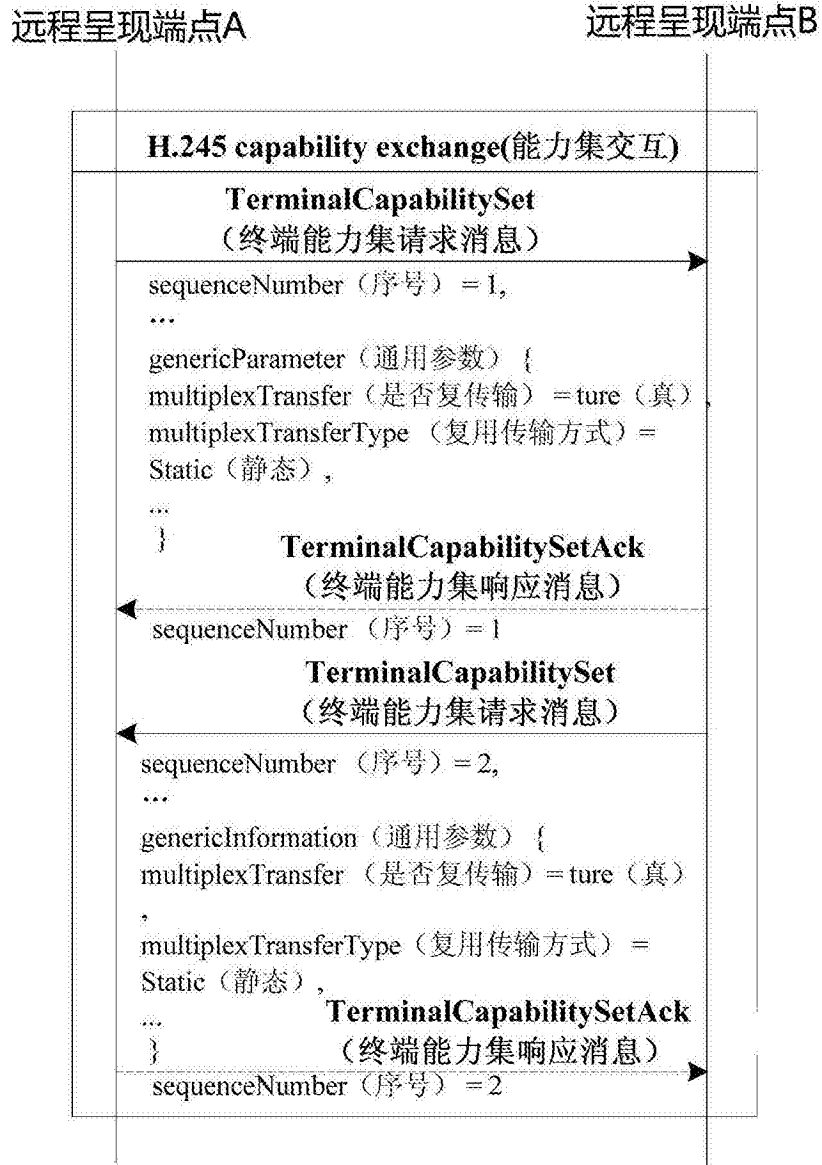 远程呈现端点A
远程呈现端点B
H.245 capability exchange(能力集交互)
TerminalCapabilitySet
（终端能力集请求消息）
sequenceNumber（序号）= 1,
...
genericParameter（通用参数）{
multiplexTransfer（是否复传输）= ture（真）,
multiplexTransferType（复用传输方式）=
Static（静态）,
...
}
TerminalCapabilitySetAck
（终端能力集响应消息）
sequenceNumber（序号）= 1
TerminalCapabilitySet
（终端能力集请求消息）
sequenceNumber（序号）= 2,
...
genericInformation（通用参数）{
multiplexTransfer（是否复传输）= ture（真）
,
multiplexTransferType（复用传输方式）=
Static（静态）,
...
}
TerminalCapabilitySetAck
（终端能力集响应消息）
sequenceNumber（序号）= 2